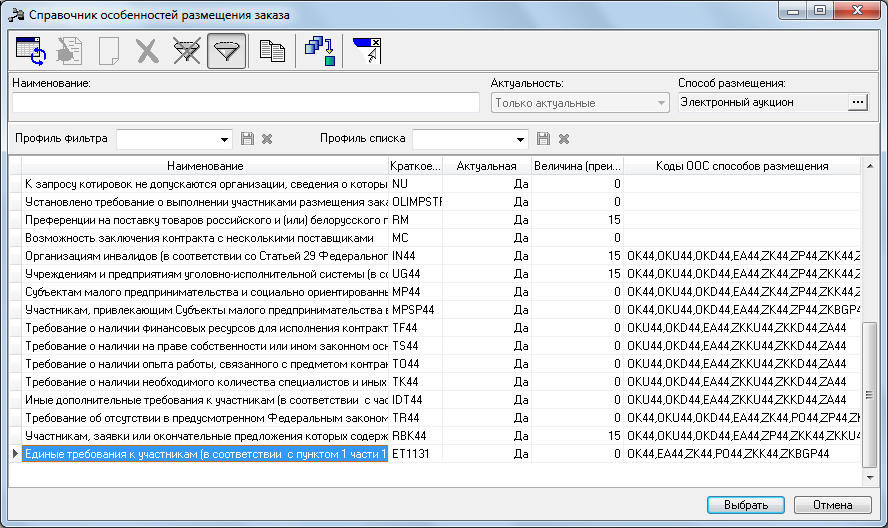 Справочник особенностей размещения заказа
Наименование: Актуальность: Способ размещения:
Только актуальные Электронный аукцион ...
Профиль фильтра Профиль списка
Наименование Краткое... Актуальная Величина (преи... Коды ООС способов размещения
К запросу котировок не допускаются организации, сведения о которы NU Да 0
Установлено требование о выполнении участниками размещения зака OLIMPSTF Да 0
Преференции на поставку товаров российского и (или) белорусского г RM Да 15
Возможность заключения контракта с несколькими поставщиками MC Да 0
Организациям инвалидов (в соответствии со Статьей 29 Федерального IN44 Да 15 OK44,OKU44,OKD44,EA44,ZK44,ZP44,ZKK44,Z
Учреждениям и предприятиям уголовно-исполнительной системы (в со UG44 Да 15 OK44,OKU44,OKD44,EA44,ZK44,ZP44,ZKK44,Z
Субъектам малого предпринимательства и социально ориентированны MP44 Да 0 OK44,OKU44,OKD44,EA44,ZK44,ZP44,ZKK44,Z
Участникам, привлекающим Субъекты малого предпринимательства в MPSP44 Да 0 OK44,OKU44,OKD44,EA44,ZK44,ZP44,ZKBGP4
Требование о наличии финансовых ресурсов для исполнения контракт TF44 Да 0 OKU44,OKD44,EA44,ZKKU44,ZKKD44,ZA44
Требование о наличии на праве собственности или ином законном осн TS44 Да 0 OKU44,OKD44,EA44,ZKKU44,ZKKD44,ZA44
Требование о наличии опыта работы, связанного с предметом контрак TO44 Да 0 OKU44,OKD44,EA44,ZKKU44,ZKKD44,ZA44
Требование о наличии необходимого количества специалистов и иных TK44 Да 0 OKU44,OKD44,EA44,ZKKU44,ZKKD44,ZA44
Иные дополнительные требования к участникам (в соответствии с час IDT44 Да 0 OKU44,OKD44,EA44,ZKKU44,ZKKD44,ZA44
Требование об отсутствии в предусмотренном Федеральным законом TR44 Да 0 OK44,OKU44,OKD44,EA44,ZK44,PO44,ZP44,Zk
Участникам, заявки или окончательные предложения которых содерж RBK44 Да 15 OK44,OKU44,OKD44,EA44,ZP44,ZKK44,ZKKU4
Единые требования к участникам (в соответствии с пунктом 1 части 1 ET1131 Да 0 OK44,EA44,ZK44,PO44,ZKK44,ZKBGP44
Выбрать Отмена